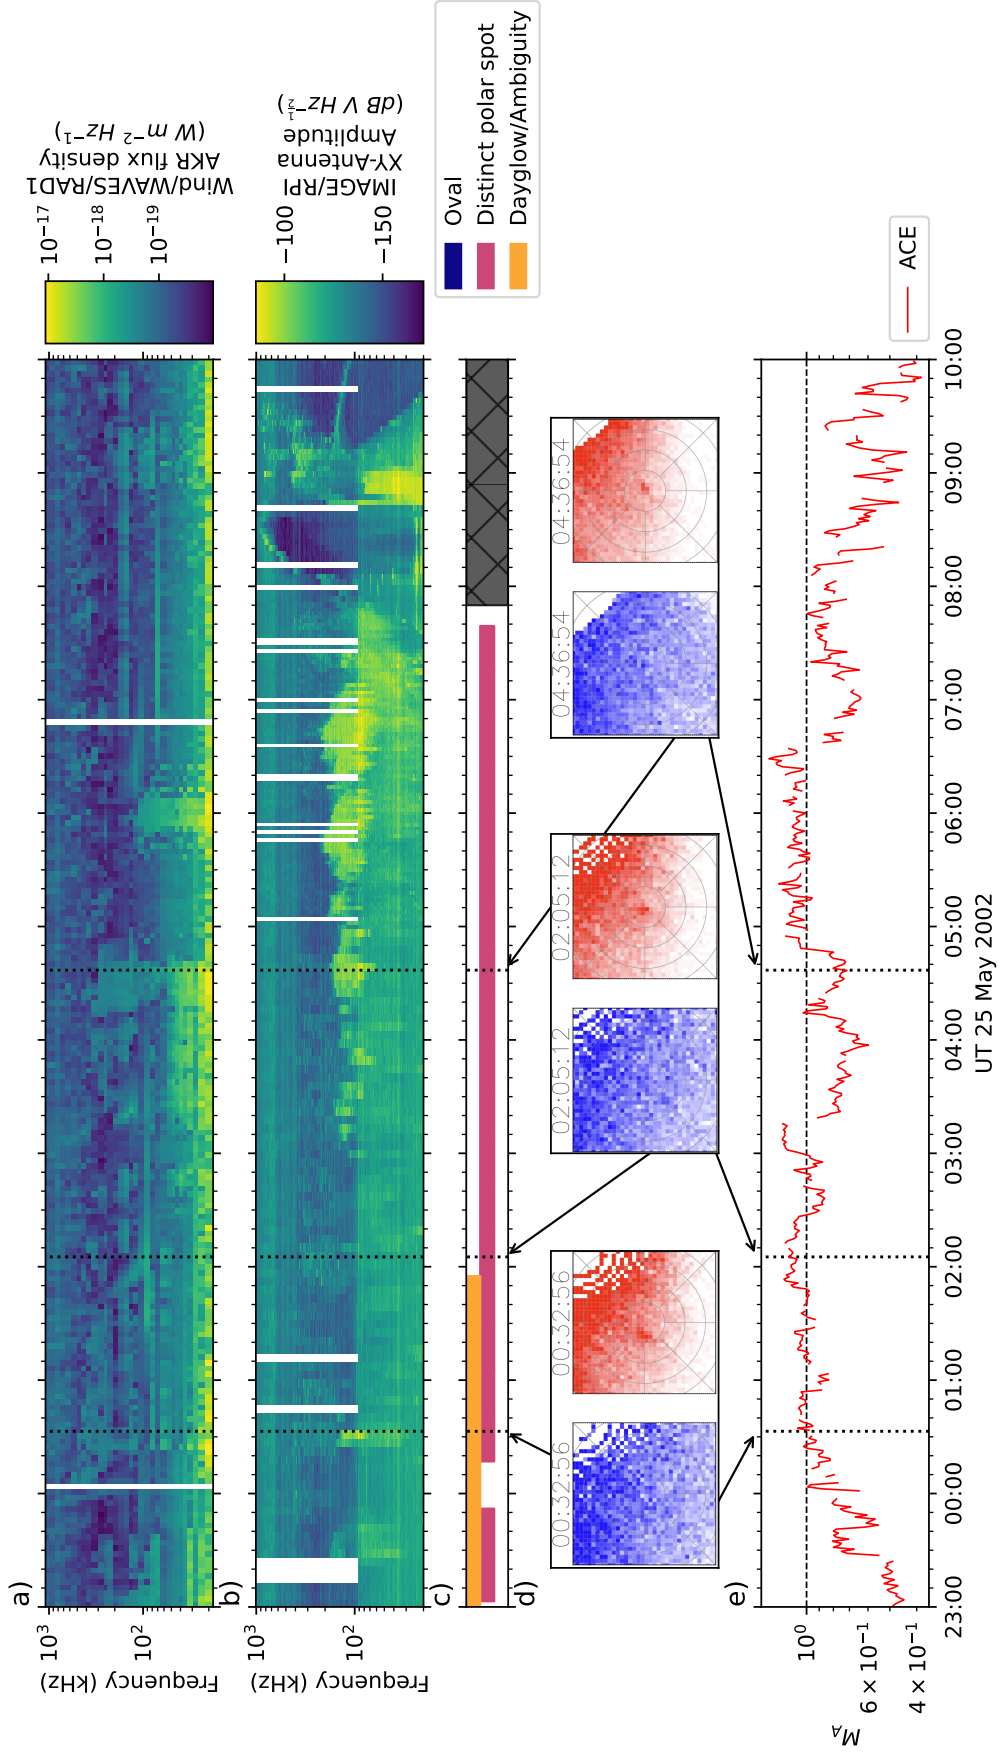 a)
10³
10²
Frequency (kHz)
10⁻¹⁷
10⁻¹⁸
10⁻¹⁹
Wind/WAVES/RAD1
AKR flux density
(W m⁻² Hz⁻¹)
b)
10³
10²
Frequency (kHz)
−100
−150
IMAGE/RPI
XY-Antenna
Amplitude
(dB V Hz^(-1/2))
c)
Oval
Distinct polar spot
Dayglow/Ambiguity
d)
00:32:56
00:32:56
02:05:12
02:05:12
04:36:54
04:36:54
e)
10⁰
6 × 10⁻¹
4 × 10⁻¹
M_A
ACE
23:00
00:00
01:00
02:00
03:00
04:00
05:00
06:00
07:00
08:00
09:00
10:00
UT 25 May 2002